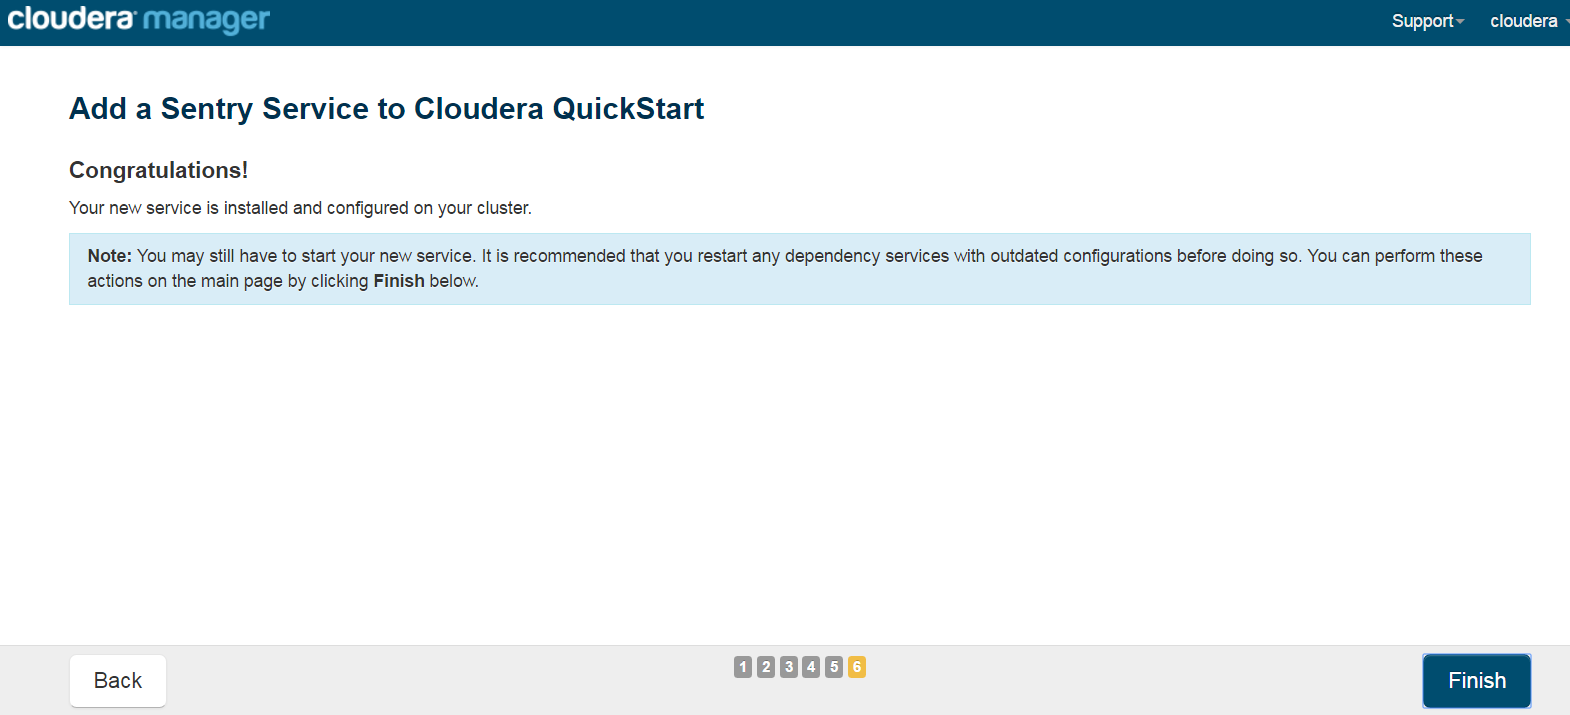 cloudera manager
Support
cloudera
Add a Sentry Service to Cloudera QuickStart
Congratulations!
Your new service is installed and configured on your cluster.
Note: You may still have to start your new service. It is recommended that you restart any dependency services with outdated configurations before doing so. You can perform these
actions on the main page by clicking Finish below.
Back
1 2 3 4 5 6
Finish